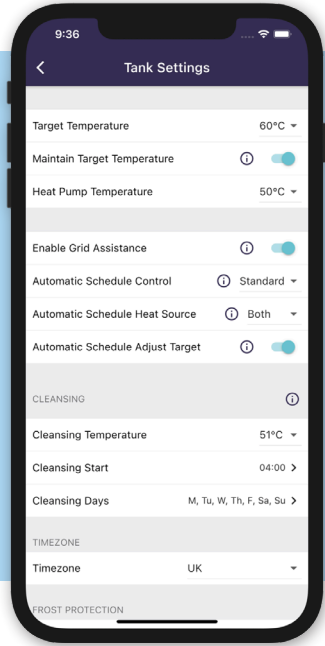 9:36
Tank Settings
Target Temperature 60°C
Maintain Target Temperature
Heat Pump Temperature 50°C
Enable Grid Assistance
Automatic Schedule Control Standard
Automatic Schedule Heat Source Both
Automatic Schedule Adjust Target
CLEANSING
Cleansing Temperature 51°C
Cleansing Start 04:00
Cleansing Days M, Tu, W, Th, F, Sa, Su
TIMEZONE
Timezone UK
FROST PROTECTION